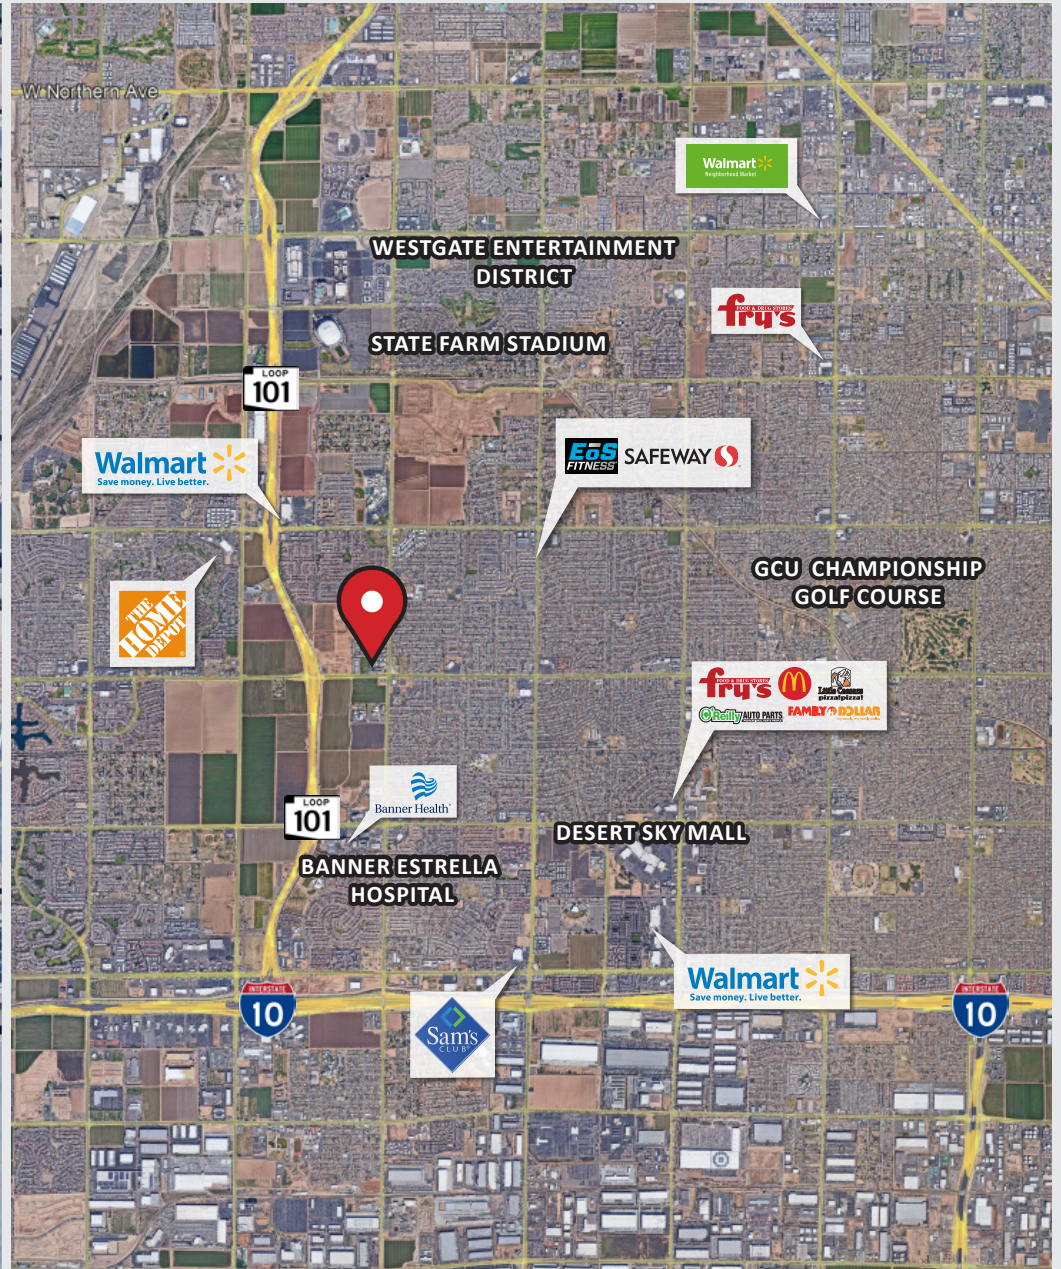 W Northern Ave
Walmart
Neighborhood Market
WESTGATE ENTERTAINMENT
DISTRICT
FOOD & DRUG STORES
fry's
STATE FARM STADIUM
LOOP
101
EōS
FITNESS
SAFEWAY
Walmart
Save money. Live better.
GCU CHAMPIONSHIP
GOLF COURSE
THE
HOME
DEPOT
FOOD & DRUG STORES
fry's
Little Caesars
pizza!pizza!
O'Reilly AUTO PARTS
FAMILY DOLLAR
Banner Health
LOOP
101
DESERT SKY MALL
BANNER ESTRELLA
HOSPITAL
Walmart
Save money. Live better.
INTERSTATE
10
INTERSTATE
10
Sam's
CLUB